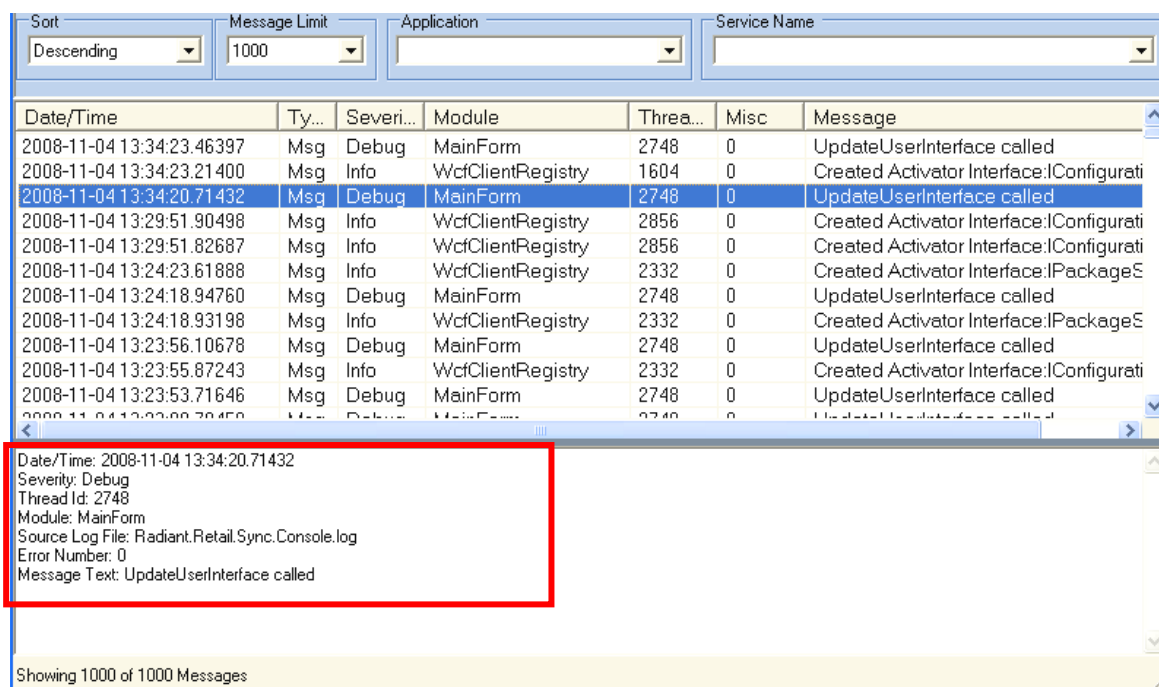 Sort Message Limit Application Service Name
Descending 1000
Date/Time Ty... Severi... Module Threa... Misc Message
2008-11-04 13:34:23.46397 Msg Debug MainForm 2748 0 UpdateUserInterface called
2008-11-04 13:34:23.21400 Msg Info WcfClientRegistry 1604 0 Created Activator Interface:IConfigurati
2008-11-04 13:34:20.71432 Msg Debug MainForm 2748 0 UpdateUserInterface called
2008-11-04 13:29:51.90498 Msg Info WcfClientRegistry 2856 0 Created Activator Interface:IConfigurati
2008-11-04 13:29:51.82687 Msg Info WcfClientRegistry 2856 0 Created Activator Interface:IConfigurati
2008-11-04 13:24:23.61888 Msg Info WcfClientRegistry 2332 0 Created Activator Interface:IPackageS
2008-11-04 13:24:18.94760 Msg Debug MainForm 2748 0 UpdateUserInterface called
2008-11-04 13:24:18.93198 Msg Info WcfClientRegistry 2332 0 Created Activator Interface:IPackageS
2008-11-04 13:23:56.10678 Msg Debug MainForm 2748 0 UpdateUserInterface called
2008-11-04 13:23:55.87243 Msg Info WcfClientRegistry 2332 0 Created Activator Interface:IConfigurati
2008-11-04 13:23:53.71646 Msg Debug MainForm 2748 0 UpdateUserInterface called
Date/Time: 2008-11-04 13:34:20.71432
Severity: Debug
Thread Id: 2748
Module: MainForm
Source Log File: Radiant.Retail.Sync.Console.log
Error Number: 0
Message Text: UpdateUserInterface called
Showing 1000 of 1000 Messages